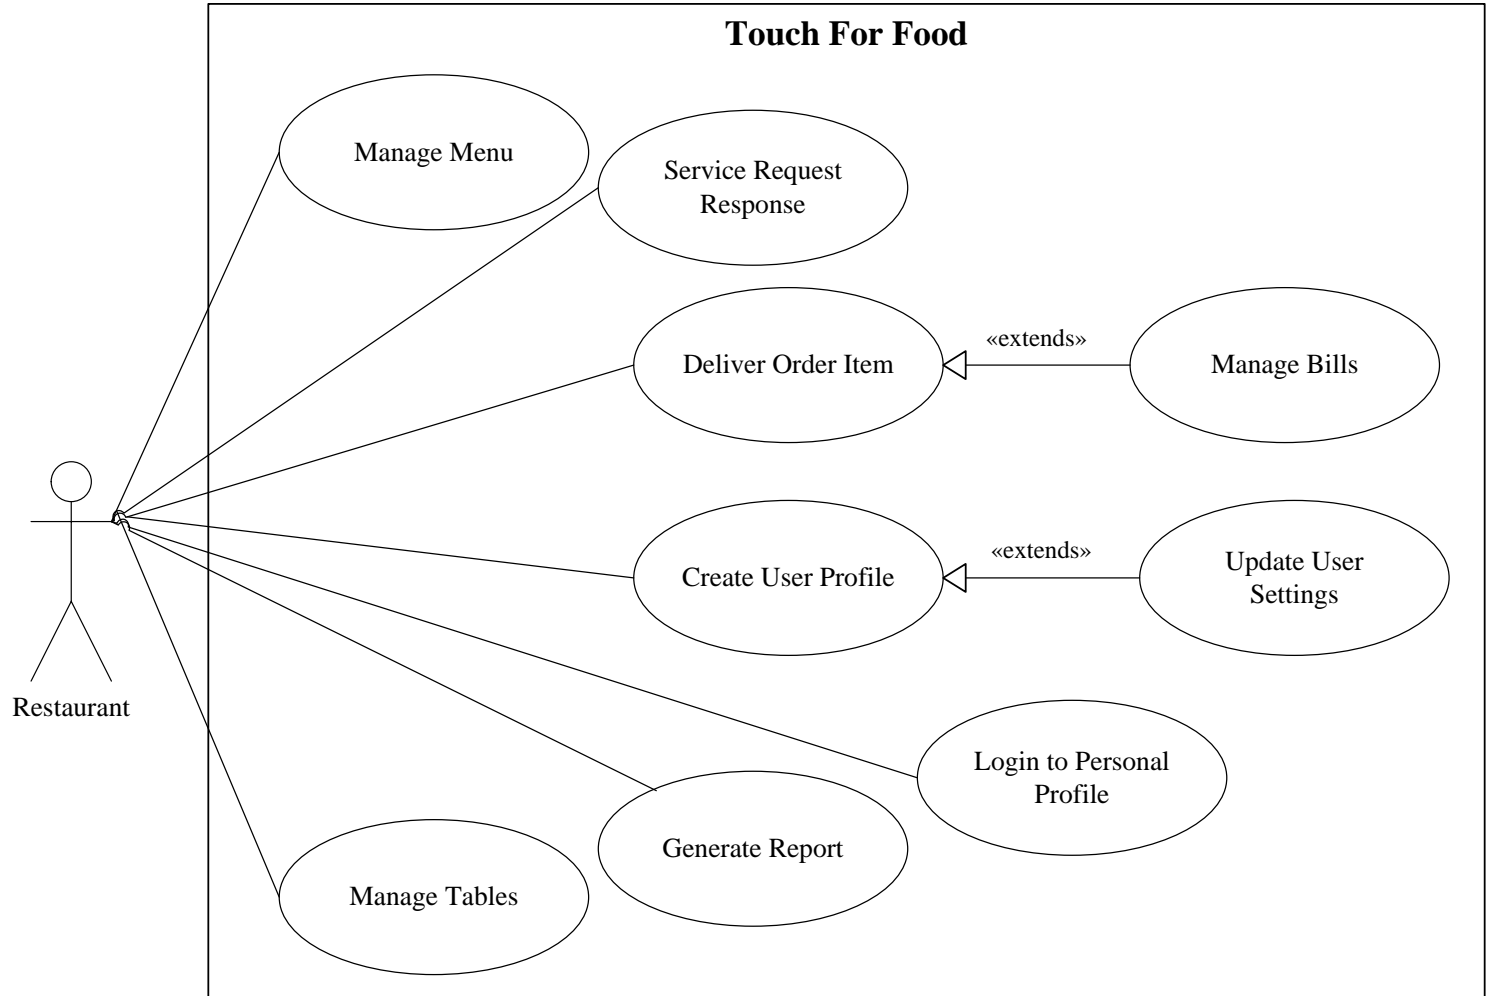 Touch For Food
Manage Menu
Service Request
Response
Deliver Order Item
«extends»
Manage Bills
Create User Profile
«extends»
Update User
Settings
Restaurant
Login to Personal
Profile
Generate Report
Manage Tables